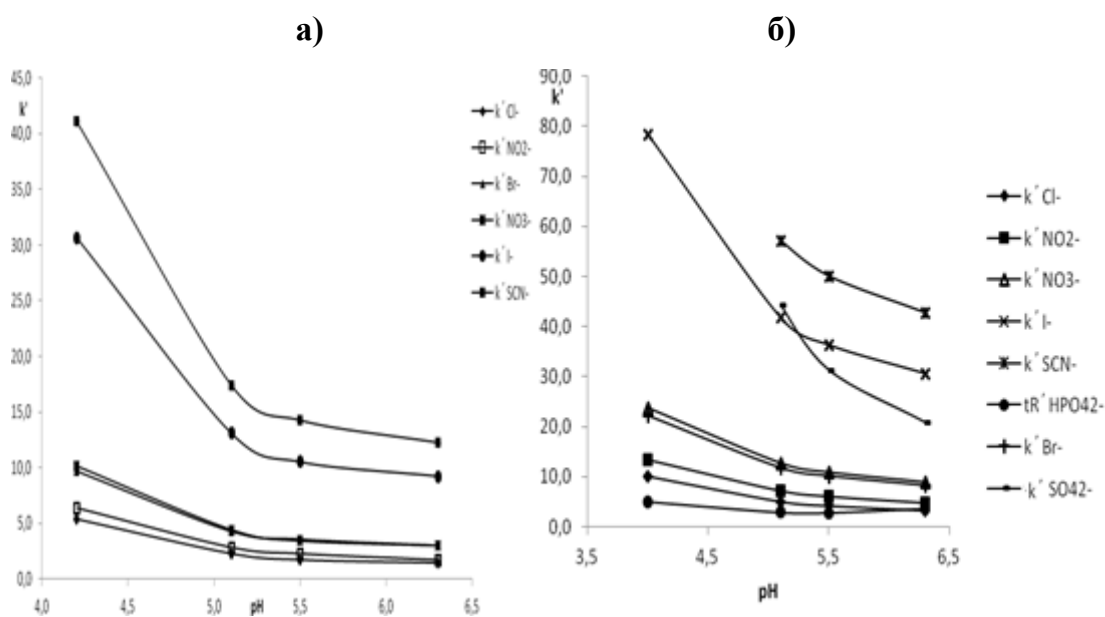 а)
б)
45,0
k'
40,0
35,0
30,0
25,0
20,0
15,0
10,0
5,0
0,0
4,0
4,5
5,0
pH
5,5
6,0
6,5
k´Cl-
k´NO2-
k´Br-
k´NO3-
k´I-
k´SCN-
90,0
k'
80,0
70,0
60,0
50,0
40,0
30,0
20,0
10,0
0,0
3,5
4,5
5,5
6,5
pH
k´Cl-
k´NO2-
k´NO3-
k´I-
k´SCN-
tR´HPO42-
k´Br-
k´SO42-